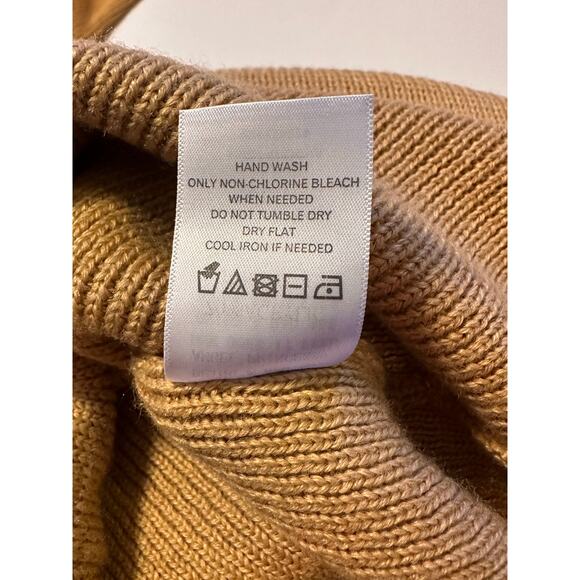 HAND WASH
ONLY NON-CHLORINE BLEACH
WHEN NEEDED
DO NOT TUMBLE DRY
DRY FLAT
COOL IRON IF NEEDED